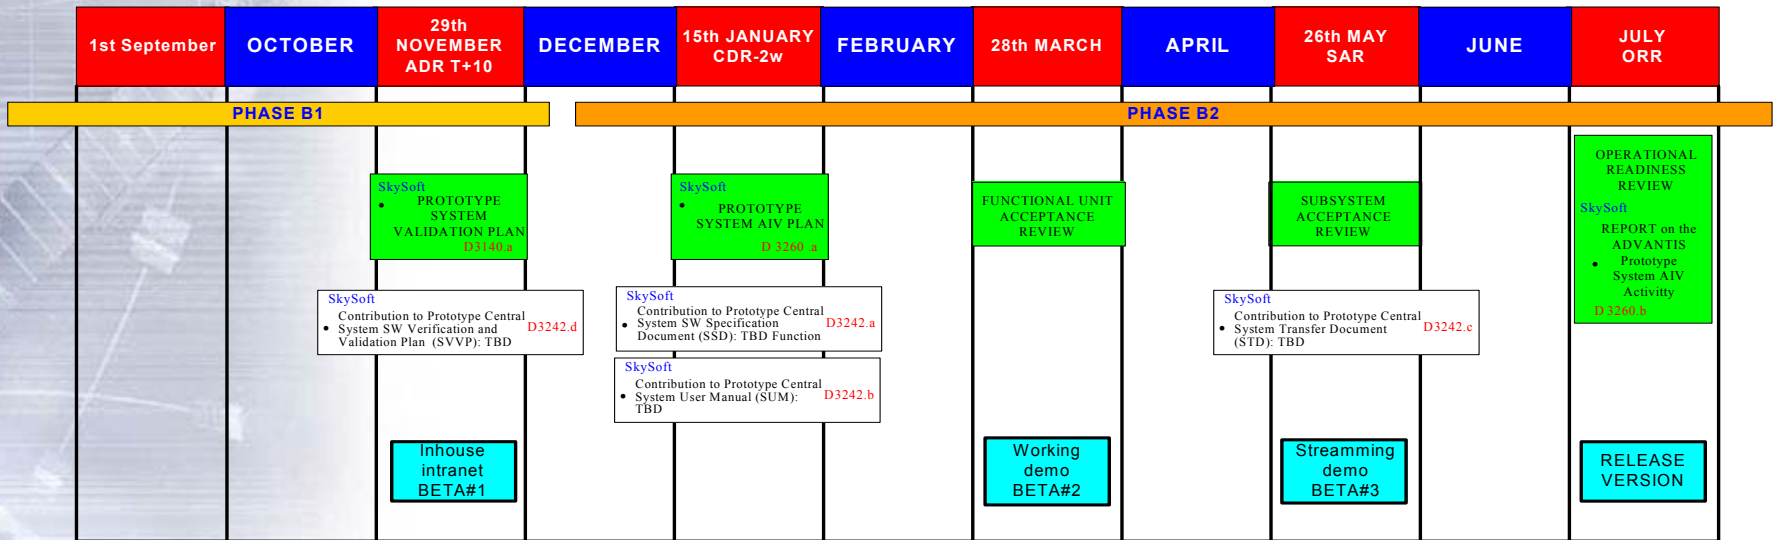 1st September
OCTOBER
29th
NOVEMBER
ADR T+10
DECEMBER
15th JANUARY
CDR-2w
FEBRUARY
28th MARCH
APRIL
26th MAY
SAR
JUNE
JULY
ORR
PHASE B1
PHASE B2
SkySoft
• PROTOTYPE
SYSTEM
VALIDATION PLAN
D3140.a
SkySoft
• PROTOTYPE
SYSTEM AIV PLAN
D 3260 .a
FUNCTIONAL UNIT
ACCEPTANCE
REVIEW
SUBSYSTEM
ACCEPTANCE
REVIEW
OPERATIONAL
READINESS
REVIEW
SkySoft
REPORT on the
ADVANTIS
• Prototype
System AIV
Activitty
D 3260.b
SkySoft
Contribution to Prototype Central
• System SW Verification and D3242.d
Validation Plan (SVVP): TBD
SkySoft
Contribution to Prototype Central
• System SW Specification D3242.a
Document (SSD): TBD Function
SkySoft
Contribution to Prototype Central
• System User Manual (SUM): D3242.b
TBD
SkySoft
Contribution to Prototype Central
• System Transfer Document D3242.c
(STD): TBD
Inhouse
intranet
BETA#1
Working
demo
BETA#2
Streamming
demo
BETA#3
RELEASE
VERSION